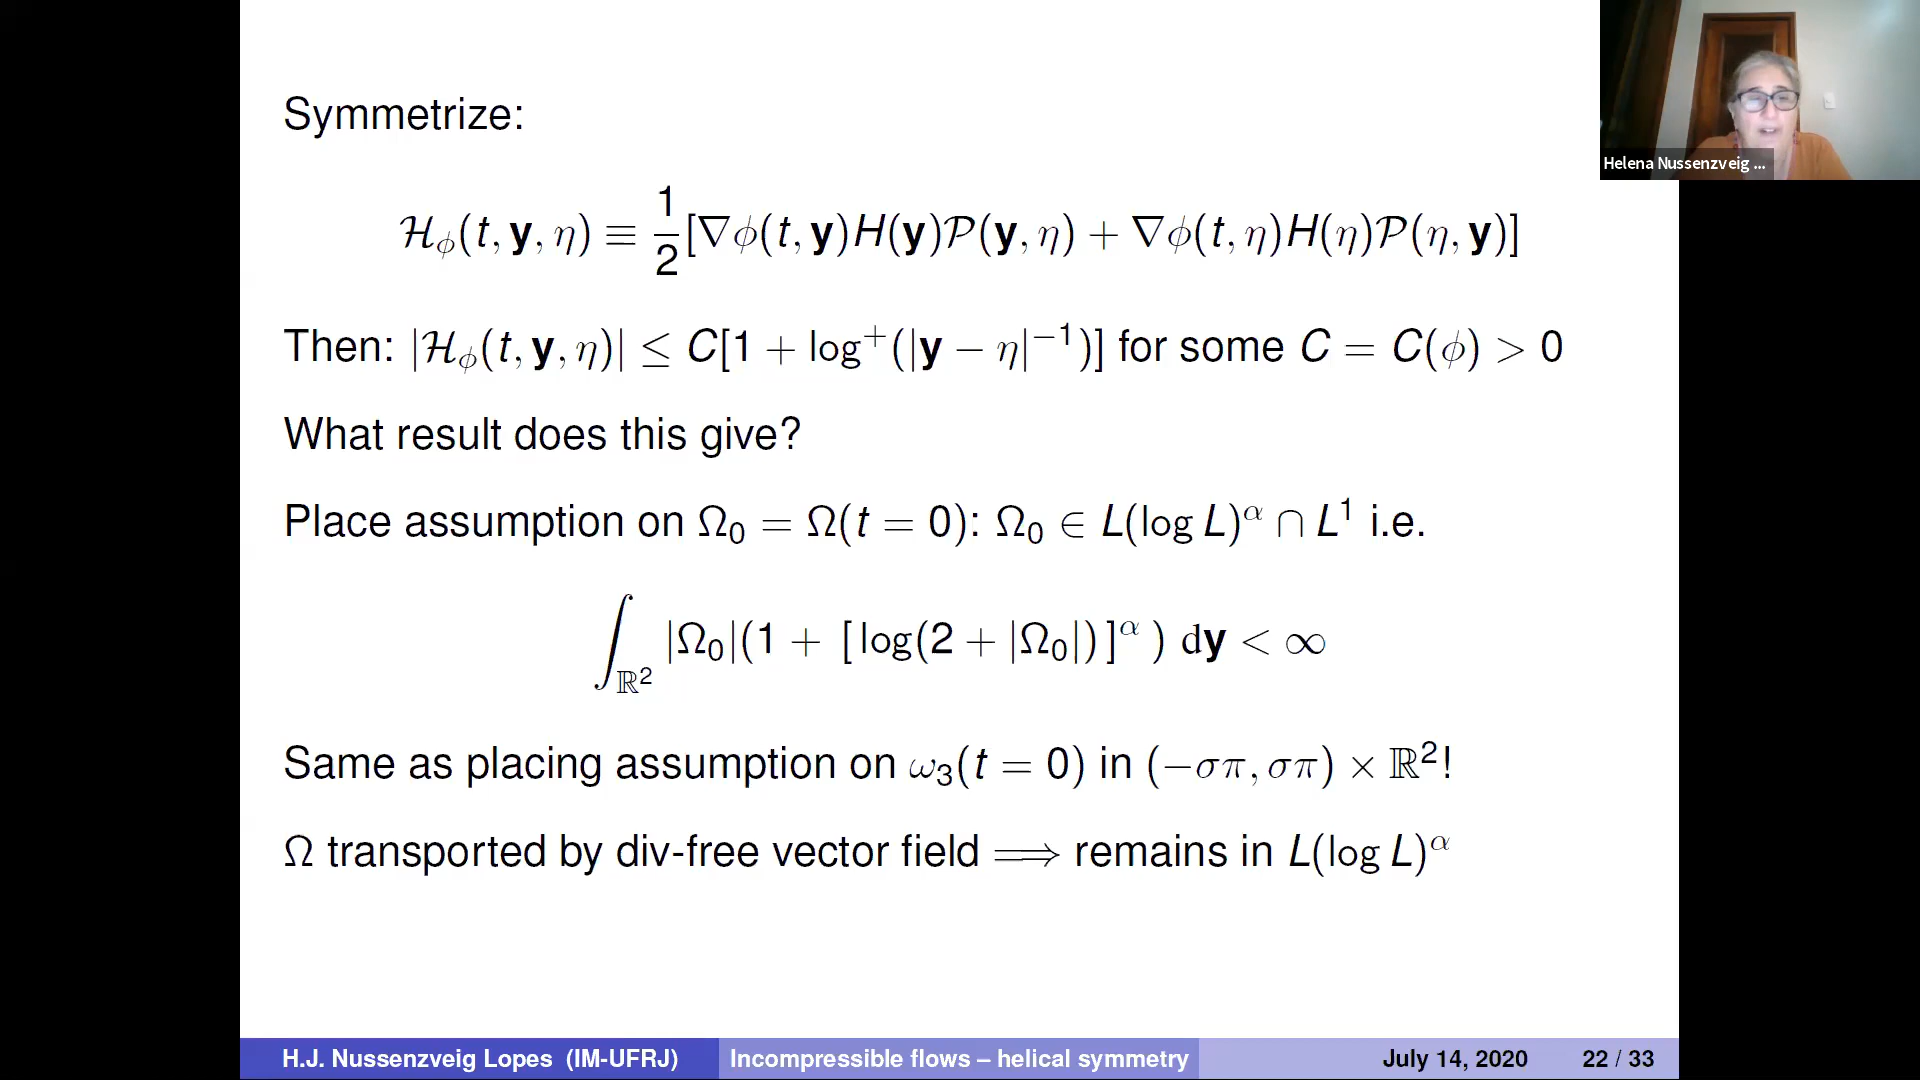 Helena Nussenzveig ...
Symmetrize:
ℋ_ϕ(t, y, η) ≡ 1/2 [∇ϕ(t, y)H(y)𝒫(y, η) + ∇ϕ(t, η)H(η)𝒫(η, y)]
Then: |ℋ_ϕ(t, y, η)| ≤ C[1 + log⁺(|y − η|⁻¹)] for some C = C(ϕ) > 0
What result does this give?
Place assumption on Ω₀ = Ω(t = 0): Ω₀ ∈ L(log L)^α ∩ L¹ i.e.
∫_ℝ² |Ω₀|(1 + [log(2 + |Ω₀|)]^α) dy < ∞
Same as placing assumption on ω₃(t = 0) in (−σπ, σπ) × ℝ²!
Ω transported by div-free vector field ⟹ remains in L(log L)^α
H.J. Nussenzveig Lopes (IM-UFRJ) Incompressible flows – helical symmetry July 14, 2020 22 / 33